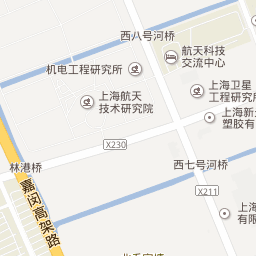 西八号河桥
航天科技
交流中心
机电工程研究所
上海卫星
工程研究所
上海航天
技术研究院
上海新
塑胶有
X230
林港桥
西七号河桥
X211
嘉闵高架路
上海
有限